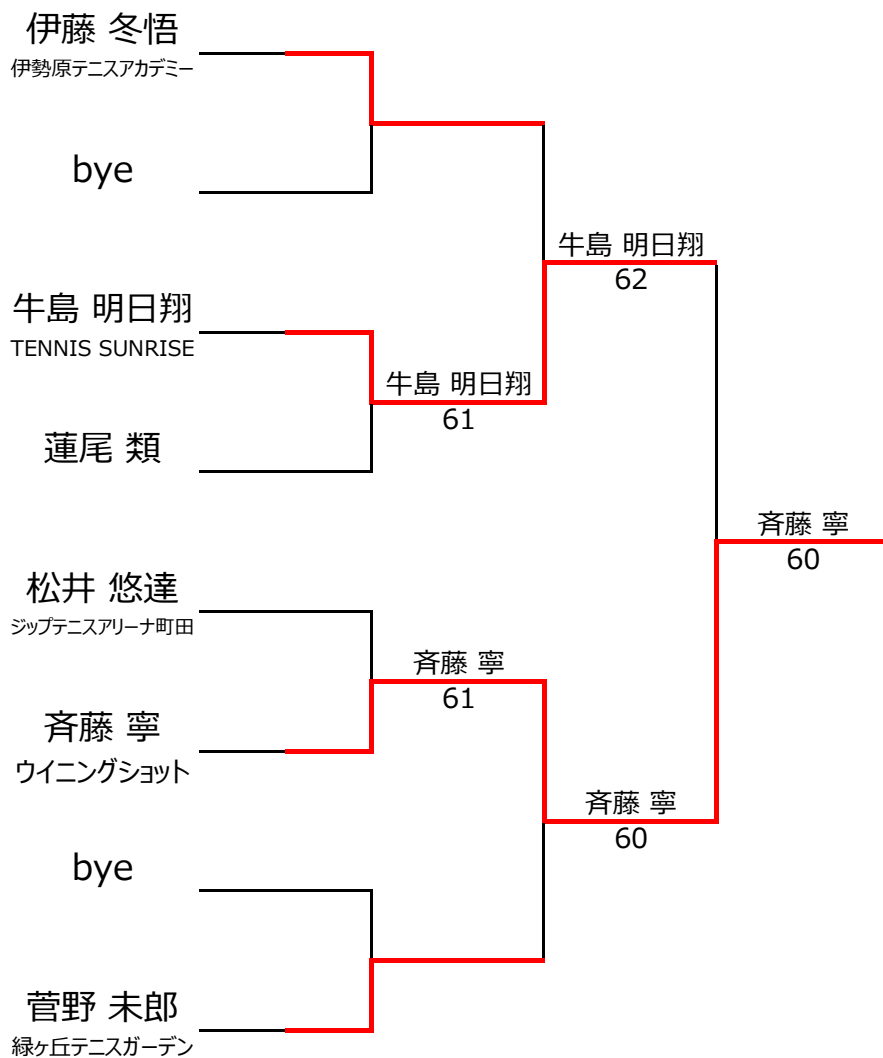 伊藤 冬悟
伊勢原テニスアカデミー
bye
牛島 明日翔
62
牛島 明日翔
TENNIS SUNRISE
牛島 明日翔
61
蓮尾 類
斉藤 寧
60
松井 悠達
ジップテニスアリーナ町田
斉藤 寧
61
斉藤 寧
ウイニングショット
斉藤 寧
60
bye
菅野 未郎
緑ヶ丘テニスガーデン